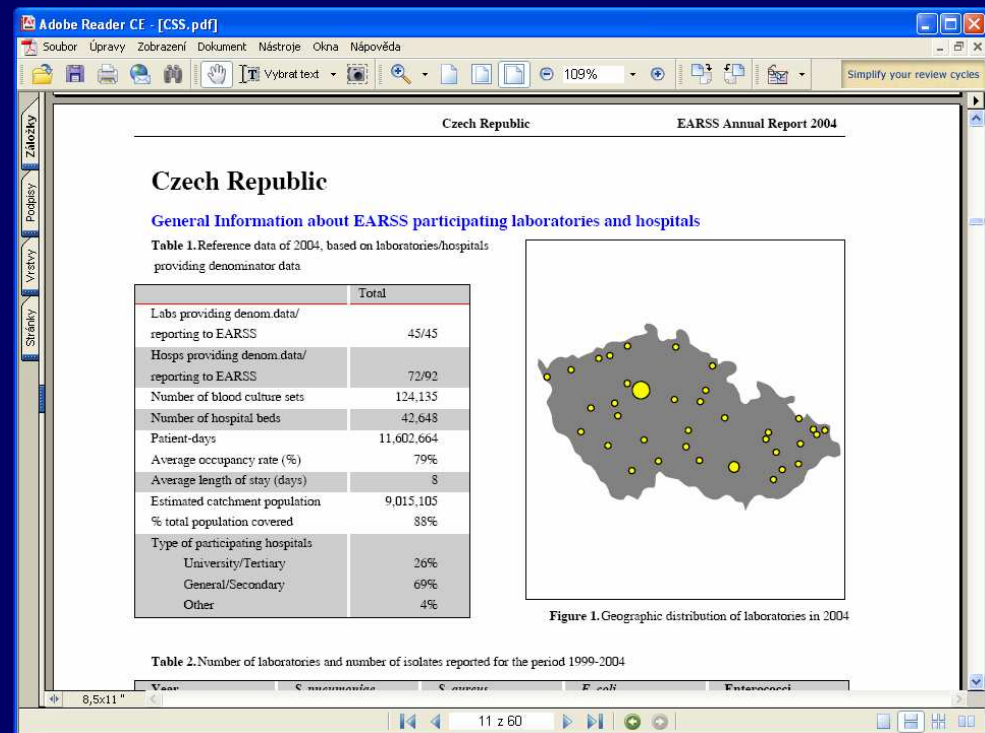 Adobe Reader CE - [CSS.pdf]
Soubor Úpravy Zobrazení Dokument Nástroje Okna Nápověda
Vybrat text 109% Simplify your review cycles
Záložky
Podpisy
Vrstvy
Stránky
Czech Republic EARSS Annual Report 2004
Czech Republic
General Information about EARSS participating laboratories and hospitals
Table 1. Reference data of 2004, based on laboratories/hospitals
providing denominator data
Total
Labs providing denom.data/
reporting to EARSS 45/45
Hosps providing denom.data/
reporting to EARSS 72/92
Number of blood culture sets 124,135
Number of hospital beds 42,648
Patient-days 11,602,664
Average occupancy rate (%) 79%
Average length of stay (days) 8
Estimated catchment population 9,015,105
% total population covered 88%
Type of participating hospitals
University/Tertiary 26%
General/Secondary 69%
Other 4%
Figure 1. Geographic distribution of laboratories in 2004
Table 2. Number of laboratories and number of isolates reported for the period 1999-2004
Year S. pneumoniae S. aureus E. coli Enterococci
8,5x11 "
11 z 60